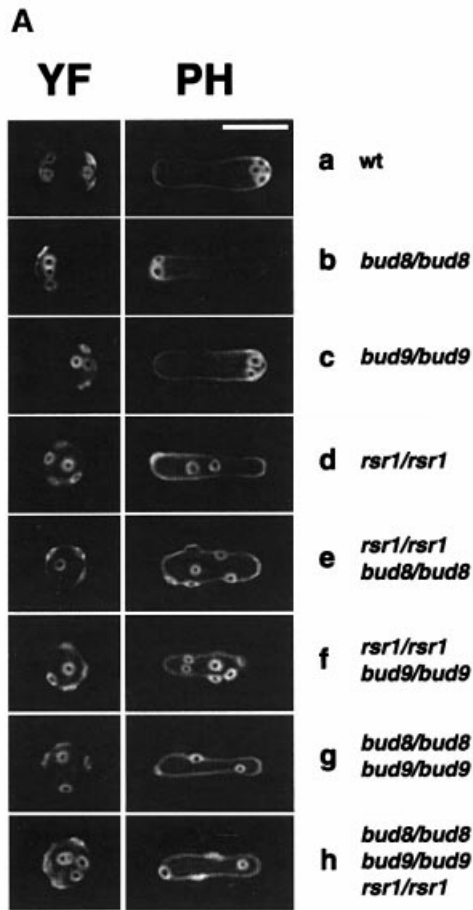 A
YF PH
a wt
b bud8/bud8
c bud9/bud9
d rsr1/rsr1
e rsr1/rsr1
bud8/bud8
f rsr1/rsr1
bud9/bud9
g bud8/bud8
bud9/bud9
h bud8/bud8
bud9/bud9
rsr1/rsr1